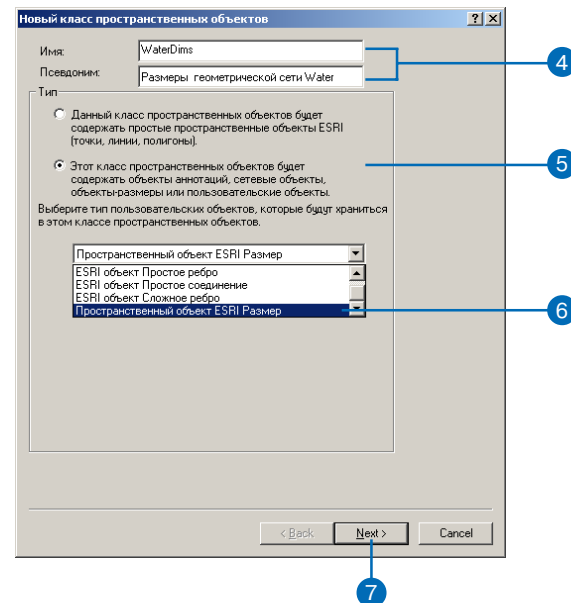 Новый класс пространственных объектов
Имя: WaterDims
Псевдоним: Размеры геометрической сети Water
4
Тип
Данный класс пространственных объектов будет
содержать простые пространственные объекты ESRI
(точки, линии, полигоны).
Этот класс пространственных объектов будет
содержать объекты аннотаций, сетевые объекты,
объекты-размеры или пользовательские объекты.
5
Выберите тип пользовательских объектов, которые будут храниться
в этом классе пространственных объектов.
Пространственный объект ESRI Размер
ESRI объект Простое ребро
ESRI объект Простое соединение
ESRI объект Сложное ребро
Пространственный объект ESRI Размер
6
< Back Next > Cancel
7